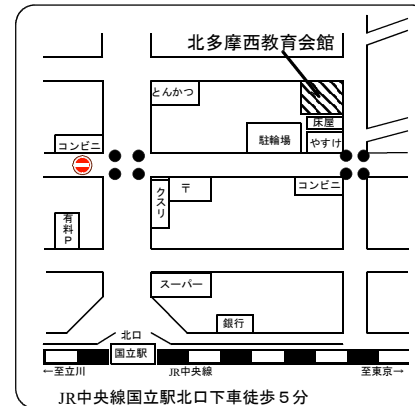 北多摩西教育会館
とんかつ
床屋
駐輪場
やすけ
コンビニ
クスリ
〒
コンビニ
有料P
スーパー
銀行
北口
国立駅
←至立川
JR中央線
至東京→
JR中央線国立駅北口下車徒歩５分